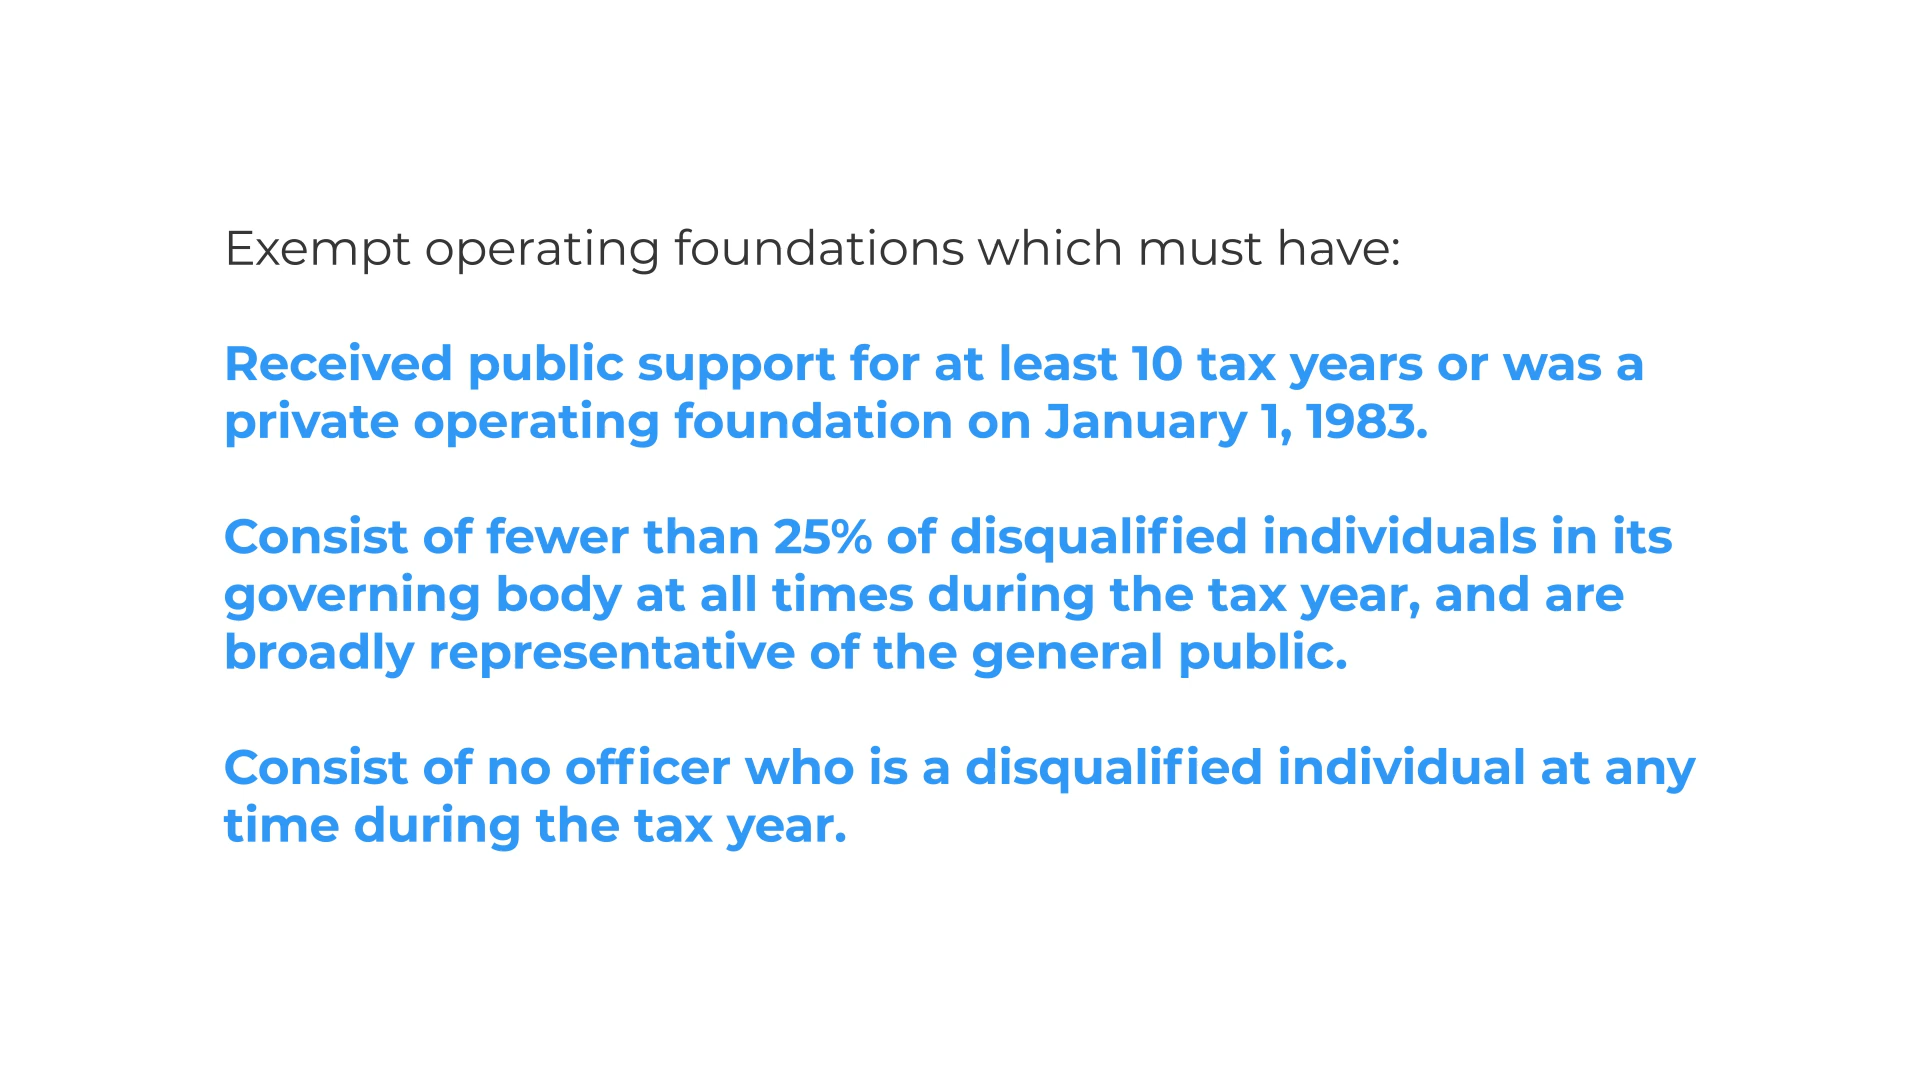 Exempt operating foundations which must have:
Received public support for at least 10 tax years or was a
private operating foundation on January 1, 1983.
Consist of fewer than 25% of disqualified individuals in its
governing body at all times during the tax year, and are
broadly representative of the general public.
Consist of no officer who is a disqualified individual at any
time during the tax year.